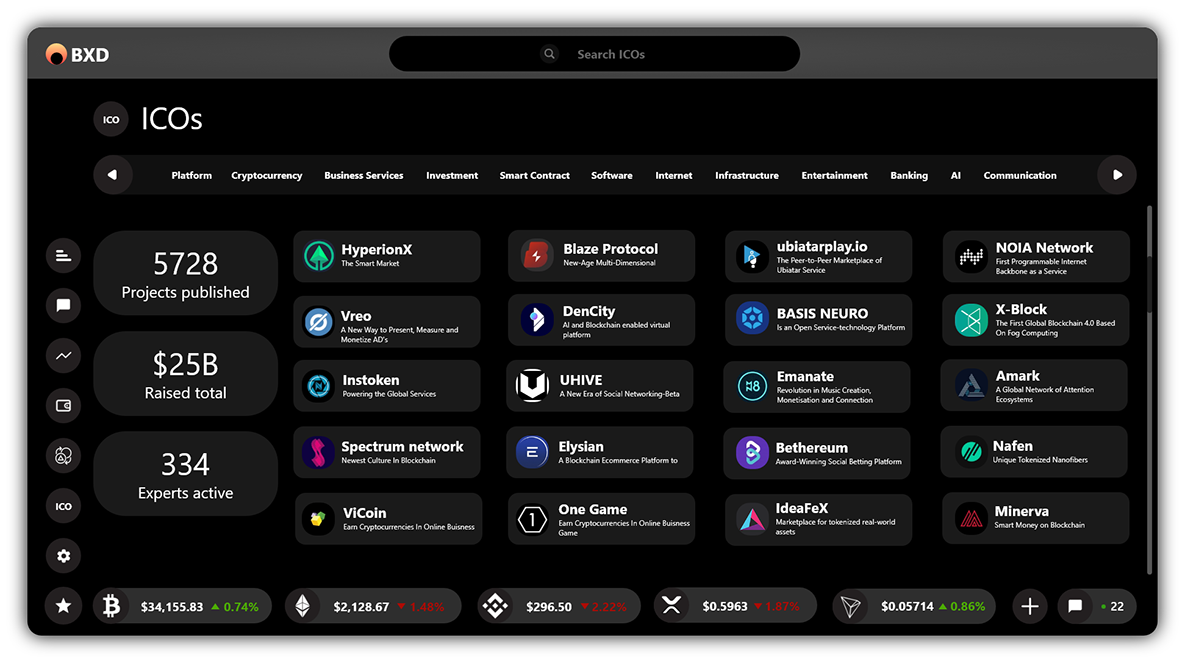 BXD
Search ICOs
ICO
ICOs
Platform
Cryptocurrency
Business Services
Investment
Smart Contract
Software
Internet
Infrastructure
Entertainment
Banking
AI
Communication
5728
Projects published
$25B
Raised total
334
Experts active
HyperionX
The Smart Market
Blaze Protocol
New-Age Multi-Dimensional
ubiatarplay.io
The Peer-to-Peer Marketplace of
Ubiatar Service
NOIA Network
First Programmable Internet
Backbone as a Service
Vreo
A New Way to Present, Measure and
Monetize AD's
DenCity
AI and Blockchain enabled virtual
platform
BASIS NEURO
Is an Open Service-technology Platform
X-Block
The First Global Blockchain 4.0 Based
On Fog Computing
Instoken
Powering the Global Services
UHIVE
A New Era of Social Networking-Beta
Emanate
Revolution in Music Creation,
Monetisation and Connection
Amark
A Global Network of Attention
Ecosystems
Spectrum network
Newest Culture In Blockchain
Elysian
A Blockchain Ecommerce Platform to
Bethereum
Award-Winning Social Betting Platform
Nafen
Unique Tokenized Nanofibers
ViCoin
Earn Cryptocurrencies In Online Buisness
1
One Game
Earn Cryptocurrencies In Online Buisness
Game
IdeaFeX
Marketplace for tokenized real-world
assets
Minerva
Smart Money on Blockchain
ICO
$34,155.83 0.74%
$2,128.67 1.48%
$296.50 2.22%
$0.5963 1.87%
$0.05714 0.86%
22